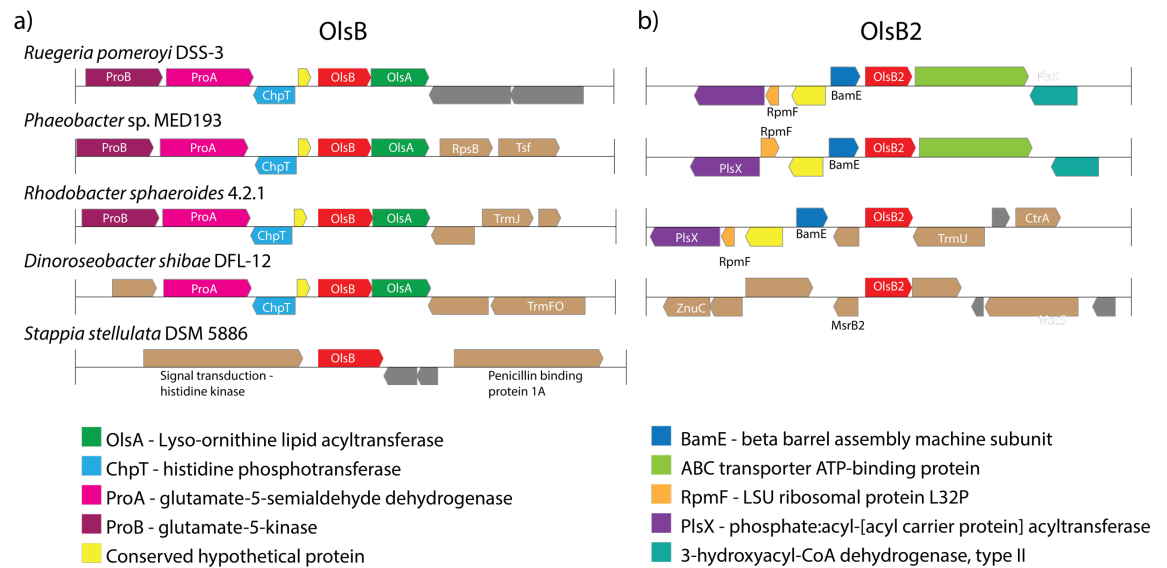 a)
OlsB
Ruegeria pomeroyi DSS-3
ProB
ProA
ChpT
OlsB
OlsA
Phaeobacter sp. MED193
ProB
ProA
ChpT
OlsB
OlsA
RpsB
Tsf
Rhodobacter sphaeroides 4.2.1
ProB
ProA
ChpT
OlsB
OlsA
TrmJ
Dinoroseobacter shibae DFL-12
ProA
ChpT
OlsB
OlsA
TrmFO
Stappia stellulata DSM 5886
OlsB
Signal transduction -
histidine kinase
Penicillin binding
protein 1A
OlsA - Lyso-ornithine lipid acyltransferase
ChpT - histidine phosphotransferase
ProA - glutamate-5-semialdehyde dehydrogenase
ProB - glutamate-5-kinase
Conserved hypothetical protein
b)
OlsB2
OlsB2
PlsX
RpmF
BamE
RpmF
OlsB2
PlsX
BamE
OlsB2
CtrA
PlsX
BamE
TrmU
RpmF
OlsB2
ZnuC
MsrB2
MscS
BamE - beta barrel assembly machine subunit
ABC transporter ATP-binding protein
RpmF - LSU ribosomal protein L32P
PlsX - phosphate:acyl-[acyl carrier protein] acyltransferase
3-hydroxyacyl-CoA dehydrogenase, type II